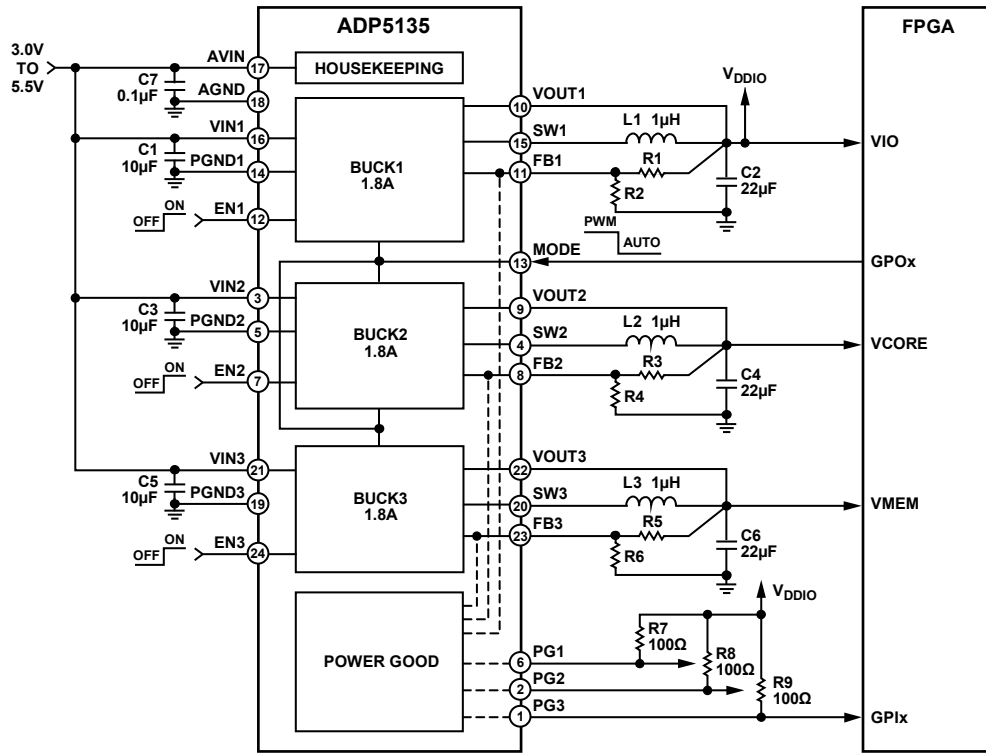 ADP5135
FPGA
3.0V
TO
5.5V
AVIN
17
HOUSEKEEPING
C7
0.1µF
AGND
18
VIN1
16
C1
10µF
PGND1
14
BUCK1
1.8A
OFF
ON
EN1
12
VOUT1
10
SW1
15
FB1
11
L1 1µH
R1
R2
VDDIO
C2
22µF
VIO
PWM
AUTO
MODE
13
GPOx
VIN2
3
C3
10µF
PGND2
5
BUCK2
1.8A
OFF
ON
EN2
7
VOUT2
9
SW2
4
FB2
8
L2 1µH
R3
R4
C4
22µF
VCORE
VIN3
21
C5
10µF
PGND3
19
BUCK3
1.8A
OFF
ON
EN3
24
VOUT3
22
SW3
20
FB3
23
L3 1µH
R5
R6
C6
22µF
VMEM
VDDIO
POWER GOOD
PG1
6
PG2
2
PG3
1
R7
100Ω
R8
100Ω
R9
100Ω
GPIx